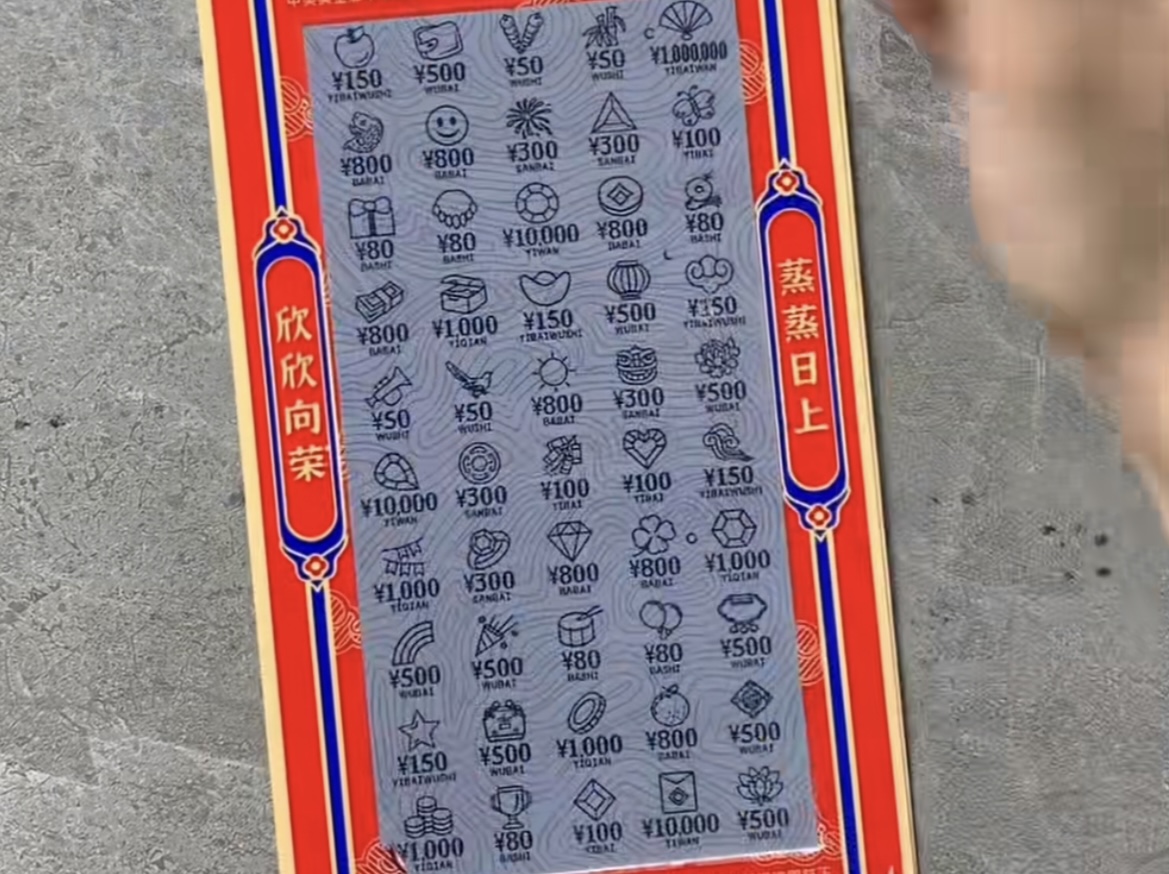 ¥150 ¥500 ¥50 ¥50 ¥1,000,000
YIBAIWUSHI WUBAI WUSHI WUSHI YIBAIWAN
¥800 ¥800 ¥300 ¥300 ¥100
BABAI BABAI SANBAI SANBAI YIBAI
¥80 ¥80 ¥10,000 ¥800 ¥80
BASHI BASHI YIWAN BABAI BASHI
¥800 ¥1,000 ¥150 ¥500 ¥150
BABAI YIQIAN YIBAIWUSHI WUBAI YIBAIWUSHI
¥50 ¥50 ¥800 ¥300 ¥500
WUSHI WUSHI BABAI SANBAI WUBAI
¥10,000 ¥300 ¥100 ¥100 ¥150
YIWAN SANBAI YIBAI YIBAI YIBAIWUSHI
¥1,000 ¥300 ¥800 ¥800 ¥1,000
YIQIAN SANBAI BABAI BABAI YIQIAN
¥500 ¥500 ¥80 ¥80 ¥500
WUBAI WUBAI BASHI BASHI WUBAI
¥150 ¥500 ¥1,000 ¥800 ¥500
YIBAIWUSHI WUBAI YIQIAN BABAI WUBAI
¥1,000 ¥80 ¥100 ¥10,000 ¥500
YIQIAN BASHI YIBAI YIWAN WUBAI
欣欣向荣
蒸蒸日上